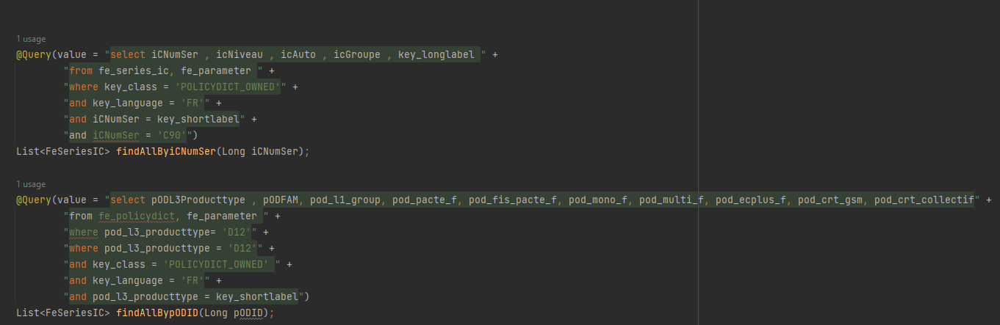 1 usage
@Query(value = "select iCNumSer , icNiveau , icAuto , icGroupe , key_longlabel " +
"from fe_series_ic, fe_parameter " +
"where key_class = 'POLICYDICT_OWNED'" +
"and key_language = 'FR'" +
"and iCNumSer = key_shortlabel" +
"and iCNumSer = 'C90'")
List<FeSeriesIC> findAllByiCNumSer(Long iCNumSer);
1 usage
@Query(value = "select pODL3Producttype , pODFAM, pod_l1_group, pod_pacte_f, pod_fis_pacte_f, pod_mono_f, pod_multi_f, pod_ecplus_f, pod_crt_gsm, pod_crt_collectif" +
"from fe_policydict, fe_parameter " +
"where pod_l3_producttype= 'D12'" +
"where pod_l3_producttype = 'D12'" +
"and key_class = 'POLICYDICT_OWNED' " +
"and key_language = 'FR'" +
"and pod_l3_producttype = key_shortlabel")
List<FeSeriesIC> findAllBypODID(Long pODID);